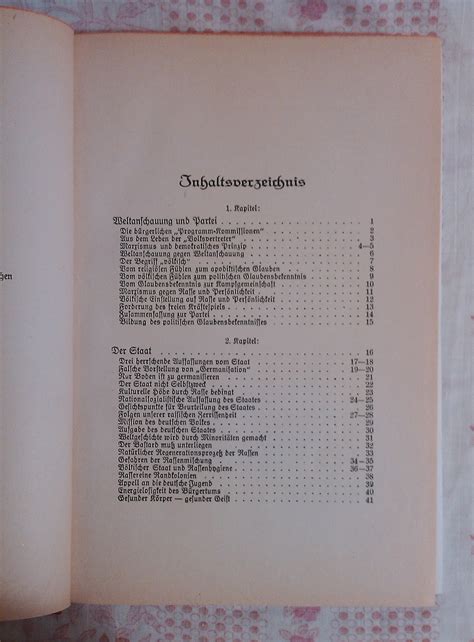 Inhaltsverzeichnis
1. Kapitel:
Weltanschauung und Partei 1
Die bürgerlichen „Programm-Kommissionen“ 2
Aus dem Leben der „Volksvertreter“ 3
Marxismus und demokratisches Prinzip 4–5
Weltanschauung gegen Weltanschauung 6
Der Begriff „völkisch“ 7
Vom religiösen Fühlen zum apodiktischen Glauben 8
Vom völkischen Fühlen zum politischen Glaubensbekenntnis 9
Vom Glaubensbekenntnis zur Kampfgemeinschaft 10
Marxismus gegen Rasse und Persönlichkeit 11
Völkische Einstellung auf Rasse und Persönlichkeit 12
Forderung des freien Kräftespiels 13
Zusammenfassung zur Partei 14
Bildung des politischen Glaubensbekenntnisses 15
2. Kapitel:
Der Staat 16
Drei herrschende Auffassungen vom Staat 17–18
Falsche Vorstellung von „Germanisation“ 19–20
Nur Boden ist zu germanisieren 21
Der Staat nicht Selbstzweck 22
Kulturelle Höhe durch Rasse bedingt 23
Nationalsozialistische Auffassung des Staates 24–25
Gesichtspunkte für Beurteilung des Staates 26
Folgen unserer rassischen Zerrissenheit 27–28
Mission des deutschen Volkes 29
Aufgabe des deutschen Staates 30
Weltgeschichte wird durch Minoritäten gemacht 31
Der Bastard muß unterliegen 32
Natürlicher Regenerationsprozeß der Rassen 33
Gefahren der Rassenmischung 34–35
Völkischer Staat und Rassenhygiene 36–37
Rassereine Randkolonien 38
Appell an die deutsche Jugend 39
Energielosigkeit des Bürgertums 40
Gesunder Körper – gesunder Geist 41